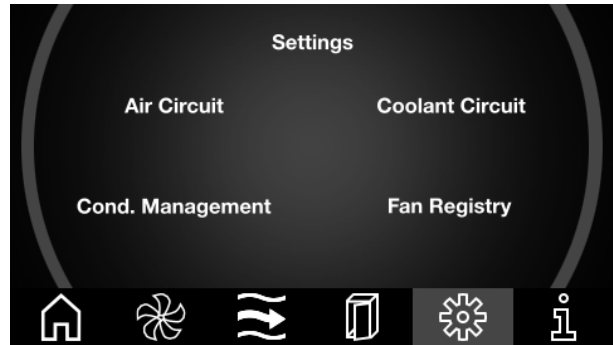 Settings
Air Circuit
Coolant Circuit
Cond. Management
Fan Registry